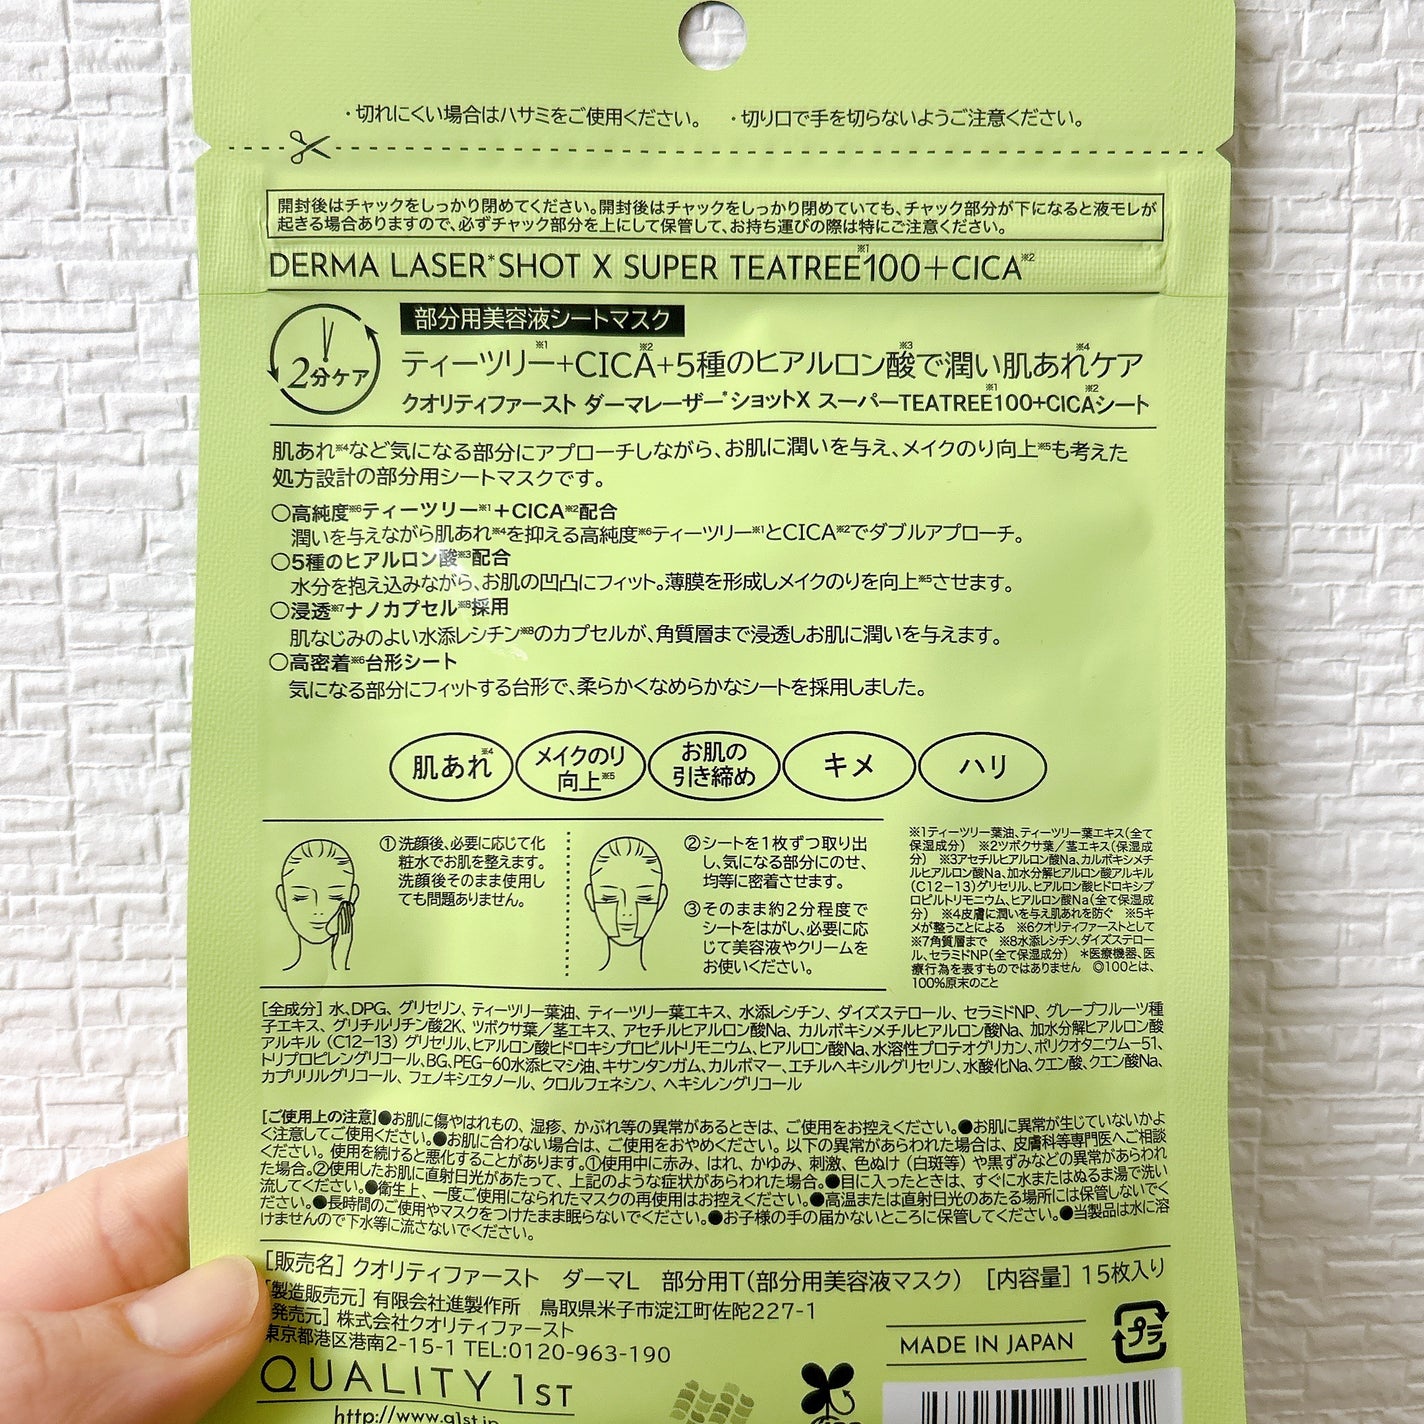 ・切れにくい場合はハサミをご使用ください。 ・切り口で手を切らないようご注意ください。
開封後はチャックをしっかり閉めてください。開封後はチャックをしっかり閉めていても、チャック部分が下になると液モレが
起きる場合ありますので、必ずチャック部分を上にして保管して、お持ち運びの際は特にご注意ください。
DERMA LASER*SHOT X SUPER TEATREE※1100+CICA※2
2分ケア
部分用美容液シートマスク
ティーツリー※1+CICA※2+5種のヒアルロン酸※3で潤い肌あれ※4ケア
クオリティファースト ダーマレーザー*ショットX スーパーTEATREE※1100+CICA※2シート
肌あれ※4など気になる部分にアプローチしながら、お肌に潤いを与え、メイクのり向上※5も考えた
処方設計の部分用シートマスクです。
○高純度※6ティーツリー※1+CICA※2配合
潤いを与えながら肌あれ※4を抑える高純度※6ティーツリー※1とCICA※2でダブルアプローチ。
○5種のヒアルロン酸※3配合
水分を抱え込みながら、お肌の凹凸にフィット。薄膜を形成しメイクのりを向上※5させます。
○浸透※7ナノカプセル※8採用
肌なじみのよい水添レシチン※8のカプセルが、角質層まで浸透しお肌に潤いを与えます。
○高密着※6台形シート
気になる部分にフィットする台形で、柔らかくなめらかなシートを採用しました。
肌あれ※4
メイクのり
向上※5
お肌の
引き締め
キメ
ハリ
①洗顔後、必要に応じて化
粧水でお肌を整えます。
洗顔後そのまま使用し
ても問題ありません。
②シートを1枚ずつ取り出
し、気になる部分にのせ、
均等に密着させます。
③そのまま約2分程度で
シートをはがし、必要に応
じて美容液やクリームを
お使いください。
※1ティーツリー葉油、ティーツリー葉エキス(全て
保湿成分) ※2ツボクサ葉/茎エキス(保湿成
分) ※3アセチルヒアルロン酸Na、カルボキシメチ
ルヒアルロン酸Na、加水分解ヒアルロン酸アルキル
(C12-13)グリセリル、ヒアルロン酸ヒドロキシプ
ロピルトリモニウム、ヒアルロン酸Na(全て保湿成
分) ※4皮膚に潤いを与え肌あれを防ぐ ※5キ
メが整うことによる ※6クオリティファーストとして
※7角質層まで ※8水添レシチン、ダイズステロー
ル、セラミドNP(全て保湿成分) *医療機器、医
療行為を表すものではありません ◎100とは、
100%原末のこと
[全成分] 水、DPG、グリセリン、ティーツリー葉油、ティーツリー葉エキス、水添レシチン、ダイズステロール、セラミドNP、グレープフルーツ種
子エキス、グリチルリチン酸2K、ツボクサ葉/茎エキス、アセチルヒアルロン酸Na、カルボキシメチルヒアルロン酸Na、加水分解ヒアルロン酸
アルキル(C12-13)グリセリル、ヒアルロン酸ヒドロキシプロピルトリモニウム、ヒアルロン酸Na、水溶性プロテオグリカン、ポリクオタニウム-51、
トリプロピレングリコール、BG、PEG-60水添ヒマシ油、キサンタンガム、カルボマー、エチルヘキシルグリセリン、水酸化Na、クエン酸、クエン酸Na、
カプリリルグリコール、フェノキシエタノール、クロルフェネシン、ヘキシレングリコール
[ご使用上の注意]●お肌に傷やはれもの、湿疹、かぶれ等の異常があるときは、ご使用をお控えください。●お肌に異常が生じていないかよ
く注意してご使用ください。●お肌に合わない場合は、ご使用をおやめください。以下の異常があらわれた場合は、皮膚科等専門医へご相談
ください。使用を続けると悪化することがあります。①使用中に赤み、はれ、かゆみ、刺激、色ぬけ(白斑等)や黒ずみなどの異常があらわれ
た場合。②使用したお肌に直射日光があたって、上記のような症状があらわれた場合。●目に入ったときは、すぐに水またはぬるま湯で洗い
流してください。●衛生上、一度ご使用になられたマスクの再使用はお控えください。●高温または直射日光のあたる場所には保管しないでく
ださい。●長時間のご使用やマスクをつけたまま眠らないでください。●お子様の手の届かないところに保管してください。●当製品は水に溶
けませんので下水等に流さないでください。
[販売名] クオリティファースト ダーマL 部分用T(部分用美容液マスク) [内容量] 15枚入り
[製造販売元] 有限会社進製作所 鳥取県米子市淀江町佐陀227-1
[発売元] 株式会社クオリティファースト
東京都港区港南2-15-1 TEL:0120-963-190
QUALITY 1ST
http://www.q1st.jp
MADE IN JAPAN
プラ